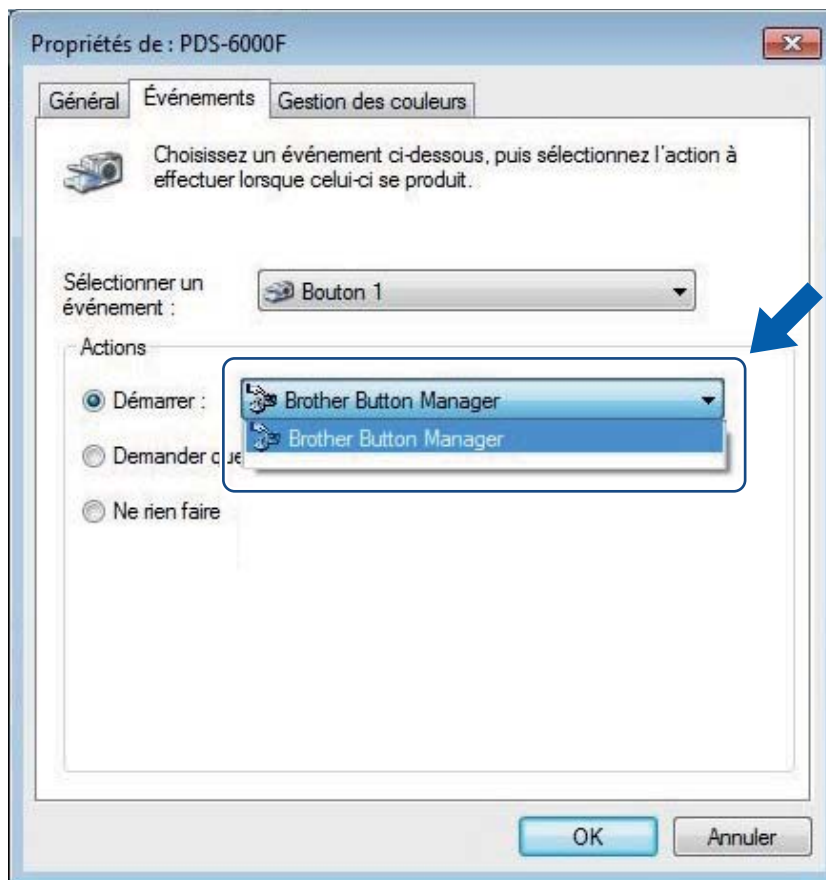 Propriétés de : PDS-6000F
Général
Événements
Gestion des couleurs
Choisissez un événement ci-dessous, puis sélectionnez l'action à
effectuer lorsque celui-ci se produit.
Sélectionner un
événement :
Bouton 1
Actions
Démarrer :
Brother Button Manager
Brother Button Manager
Demander que
Ne rien faire
OK
Annuler